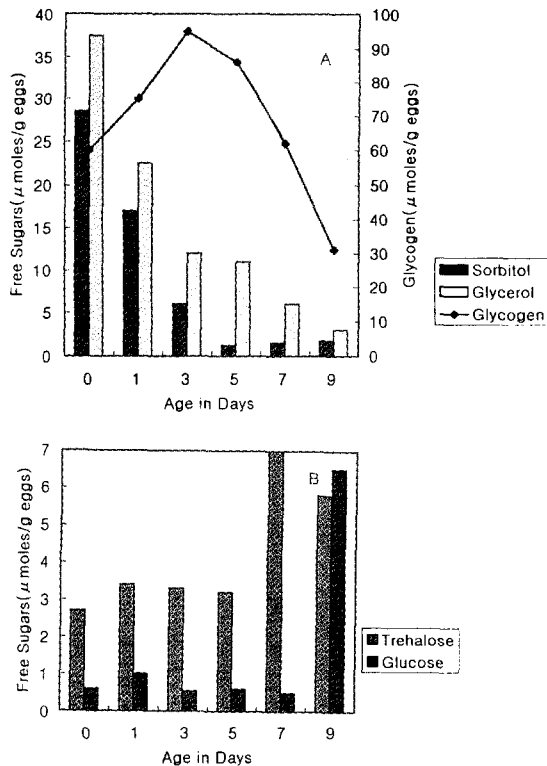 A
Free Sugars(μmoles/g eggs)
40
35
30
25
20
15
10
5
0
100
90
80
70
60
50
40
30
20
10
0
Glycogen(μmoles/g eggs)
0 1 3 5 7 9
Age in Days
Sorbitol
Glycerol
Glycogen
B
Free Sugars(μmoles/g eggs)
7
6
5
4
3
2
1
0
0 1 3 5 7 9
Age in Days
Trehalose
Glucose